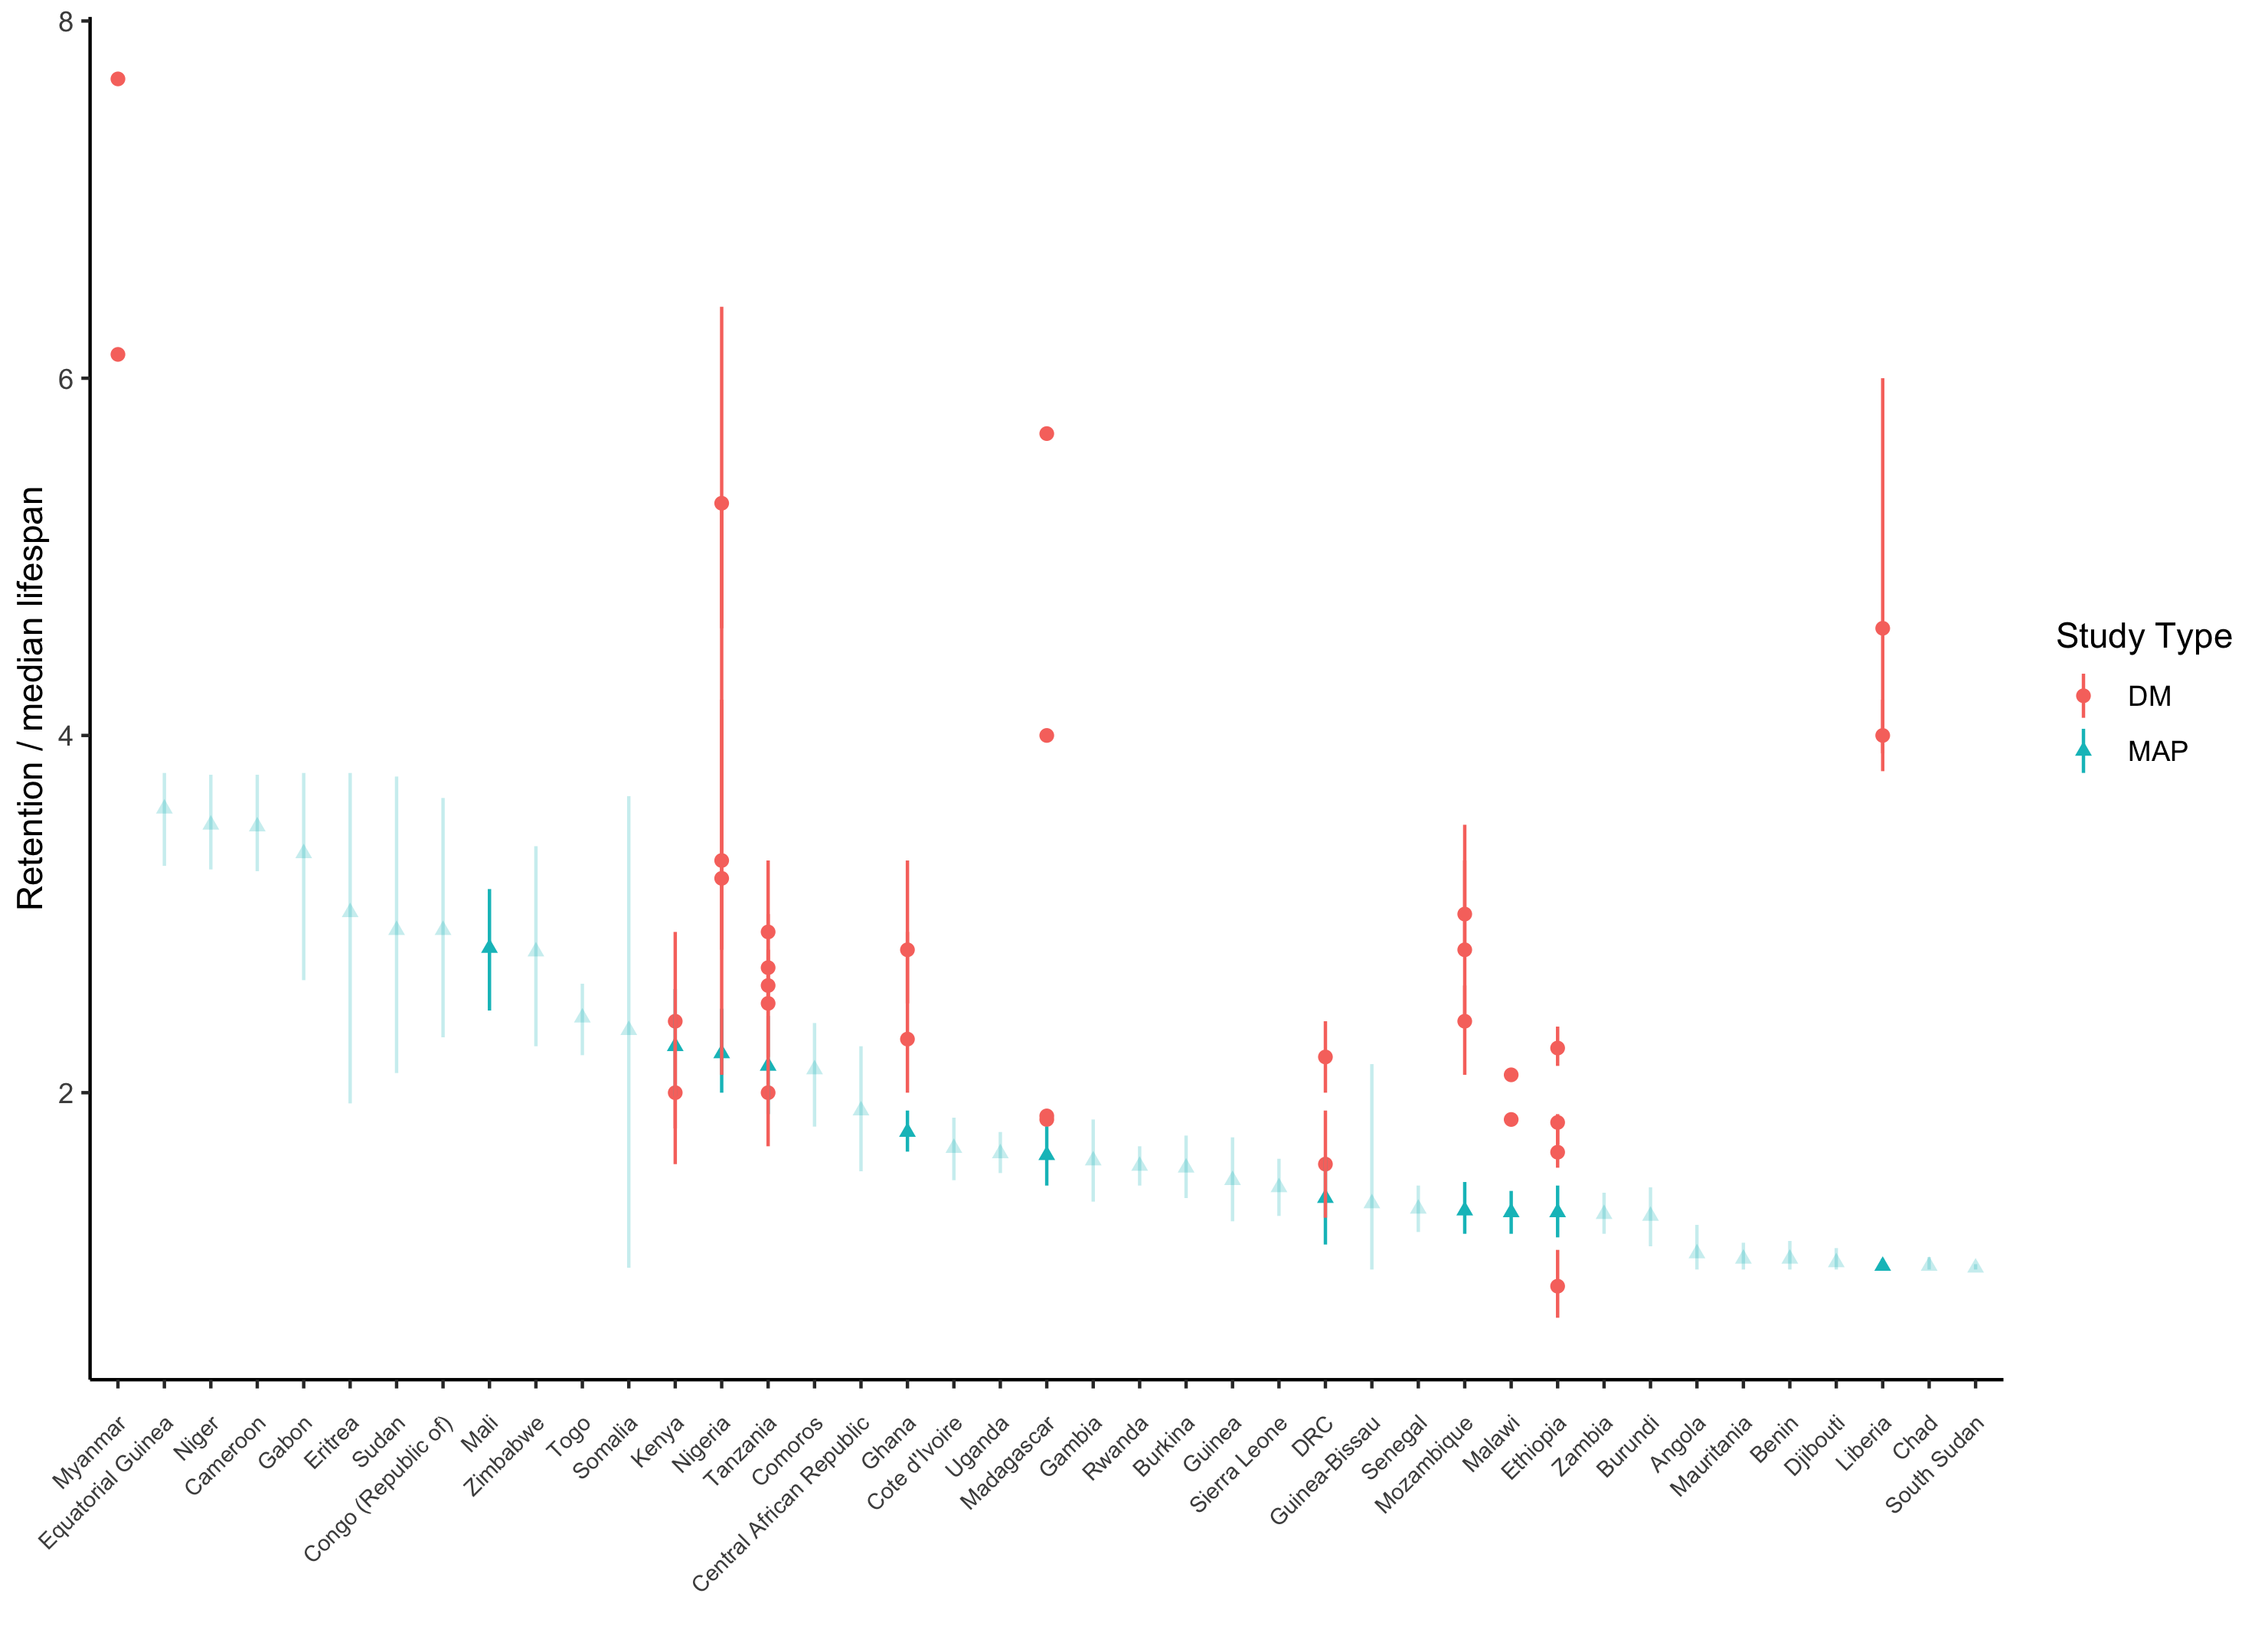 8
6
4
2
Retention / median lifespan
Myanmar
Equatorial Guinea
Niger
Cameroon
Gabon
Eritrea
Sudan
Congo (Republic of)
Mali
Zimbabwe
Togo
Somalia
Kenya
Nigeria
Tanzania
Comoros
Central African Republic
Ghana
Cote d'Ivoire
Uganda
Madagascar
Gambia
Rwanda
Burkina
Guinea
Sierra Leone
DRC
Guinea-Bissau
Senegal
Mozambique
Malawi
Ethiopia
Zambia
Burundi
Angola
Mauritania
Benin
Djibouti
Liberia
Chad
South Sudan
Study Type
DM
MAP